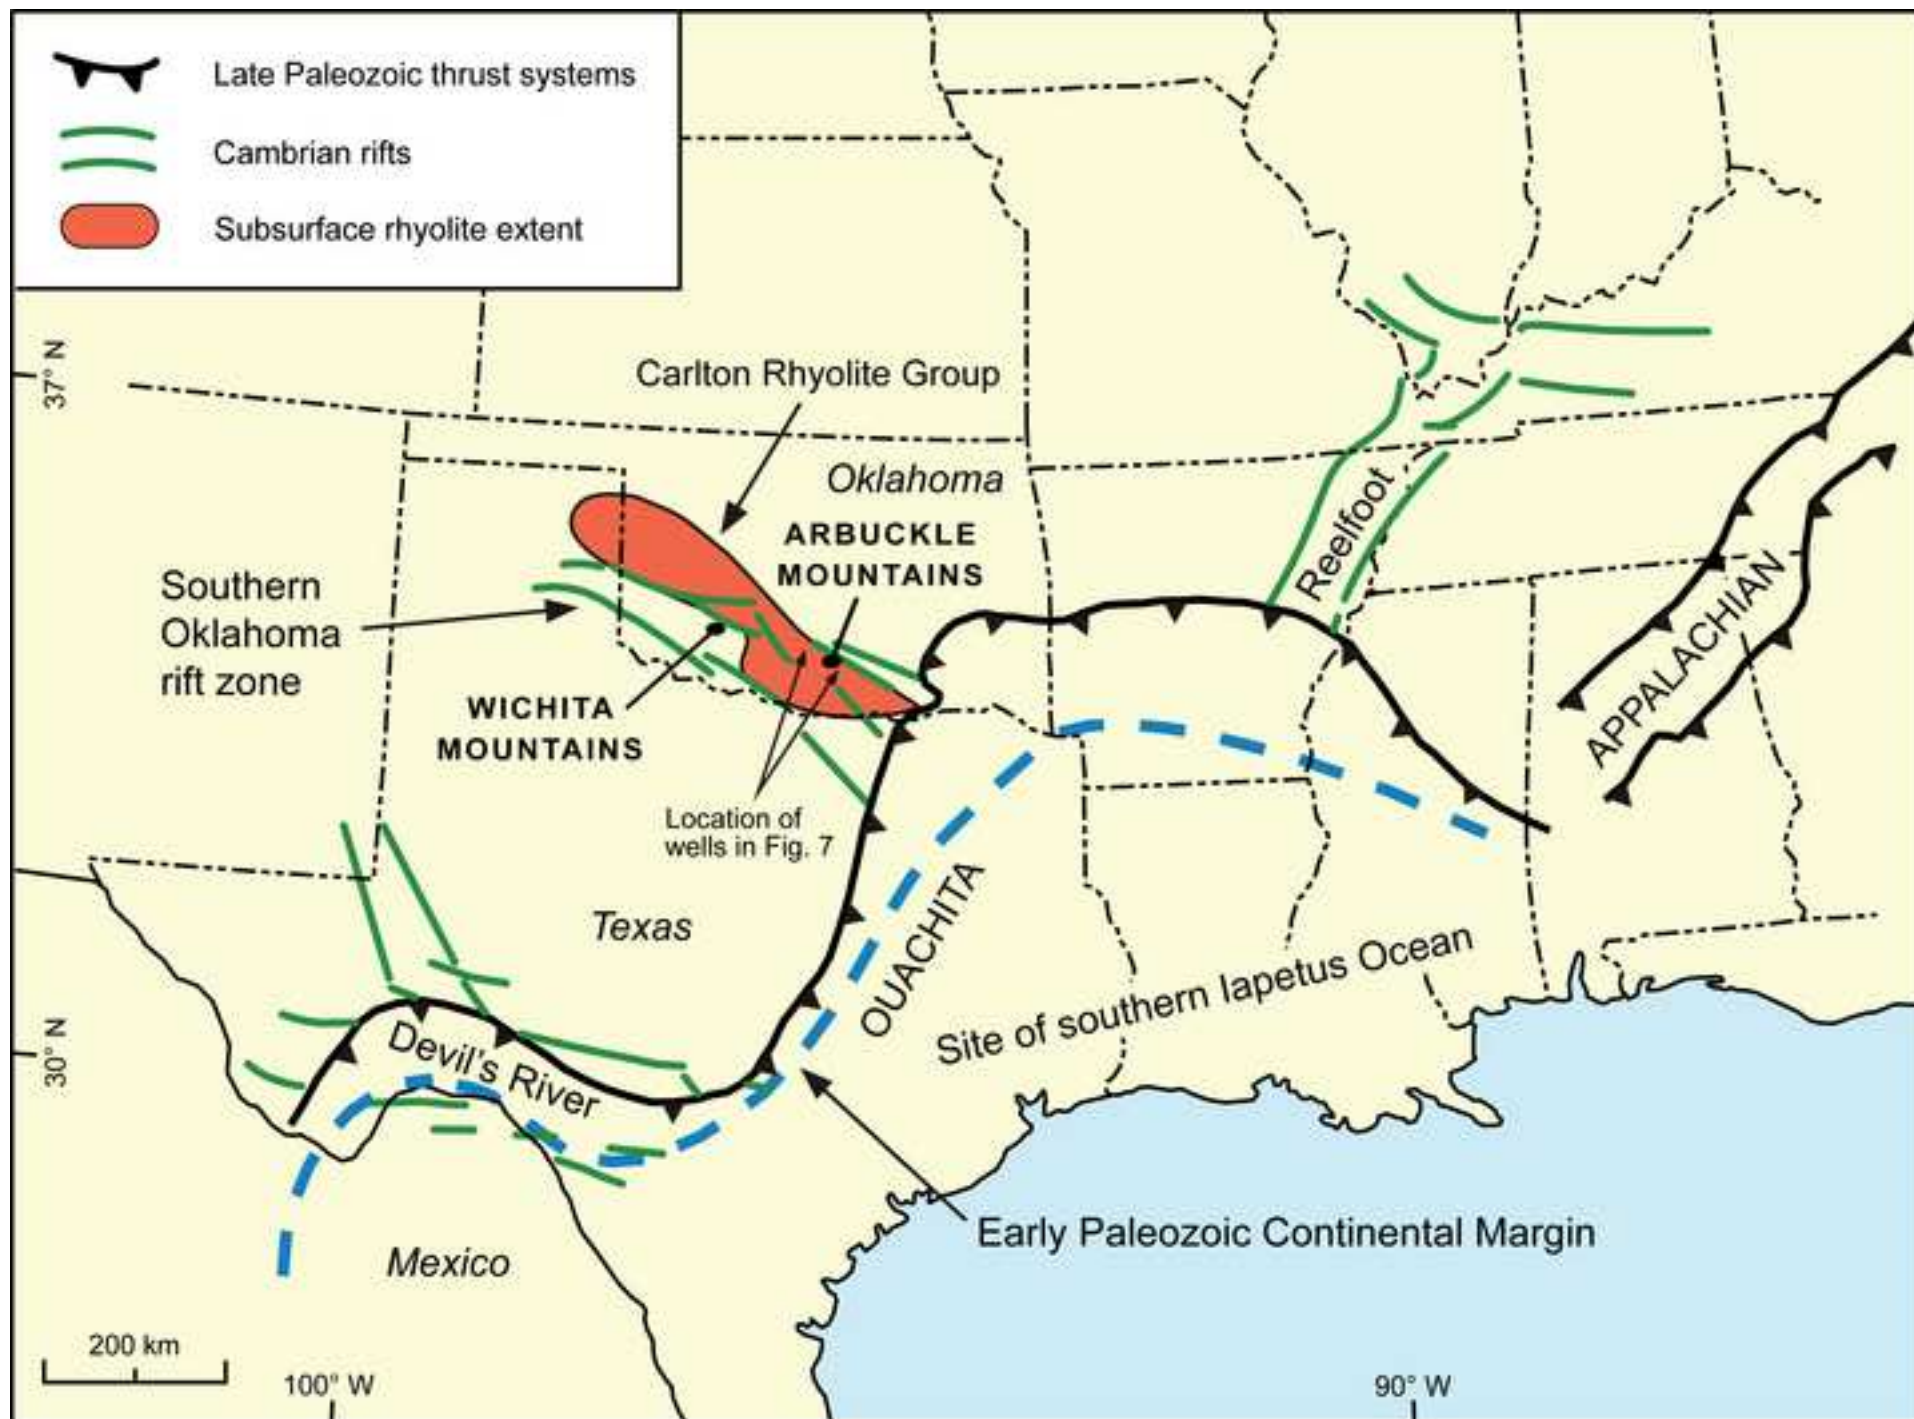 Late Paleozoic thrust systems
Cambrian rifts
Subsurface rhyolite extent
37° N
Carlton Rhyolite Group
Oklahoma
ARBUCKLE
MOUNTAINS
Reelfoot
Southern
Oklahoma
rift zone
APPALACHIAN
WICHITA
MOUNTAINS
Location of
wells in Fig. 7
Texas
OUACHITA
Site of southern Iapetus Ocean
30° N
Devil's River
Early Paleozoic Continental Margin
Mexico
200 km
100° W
90° W